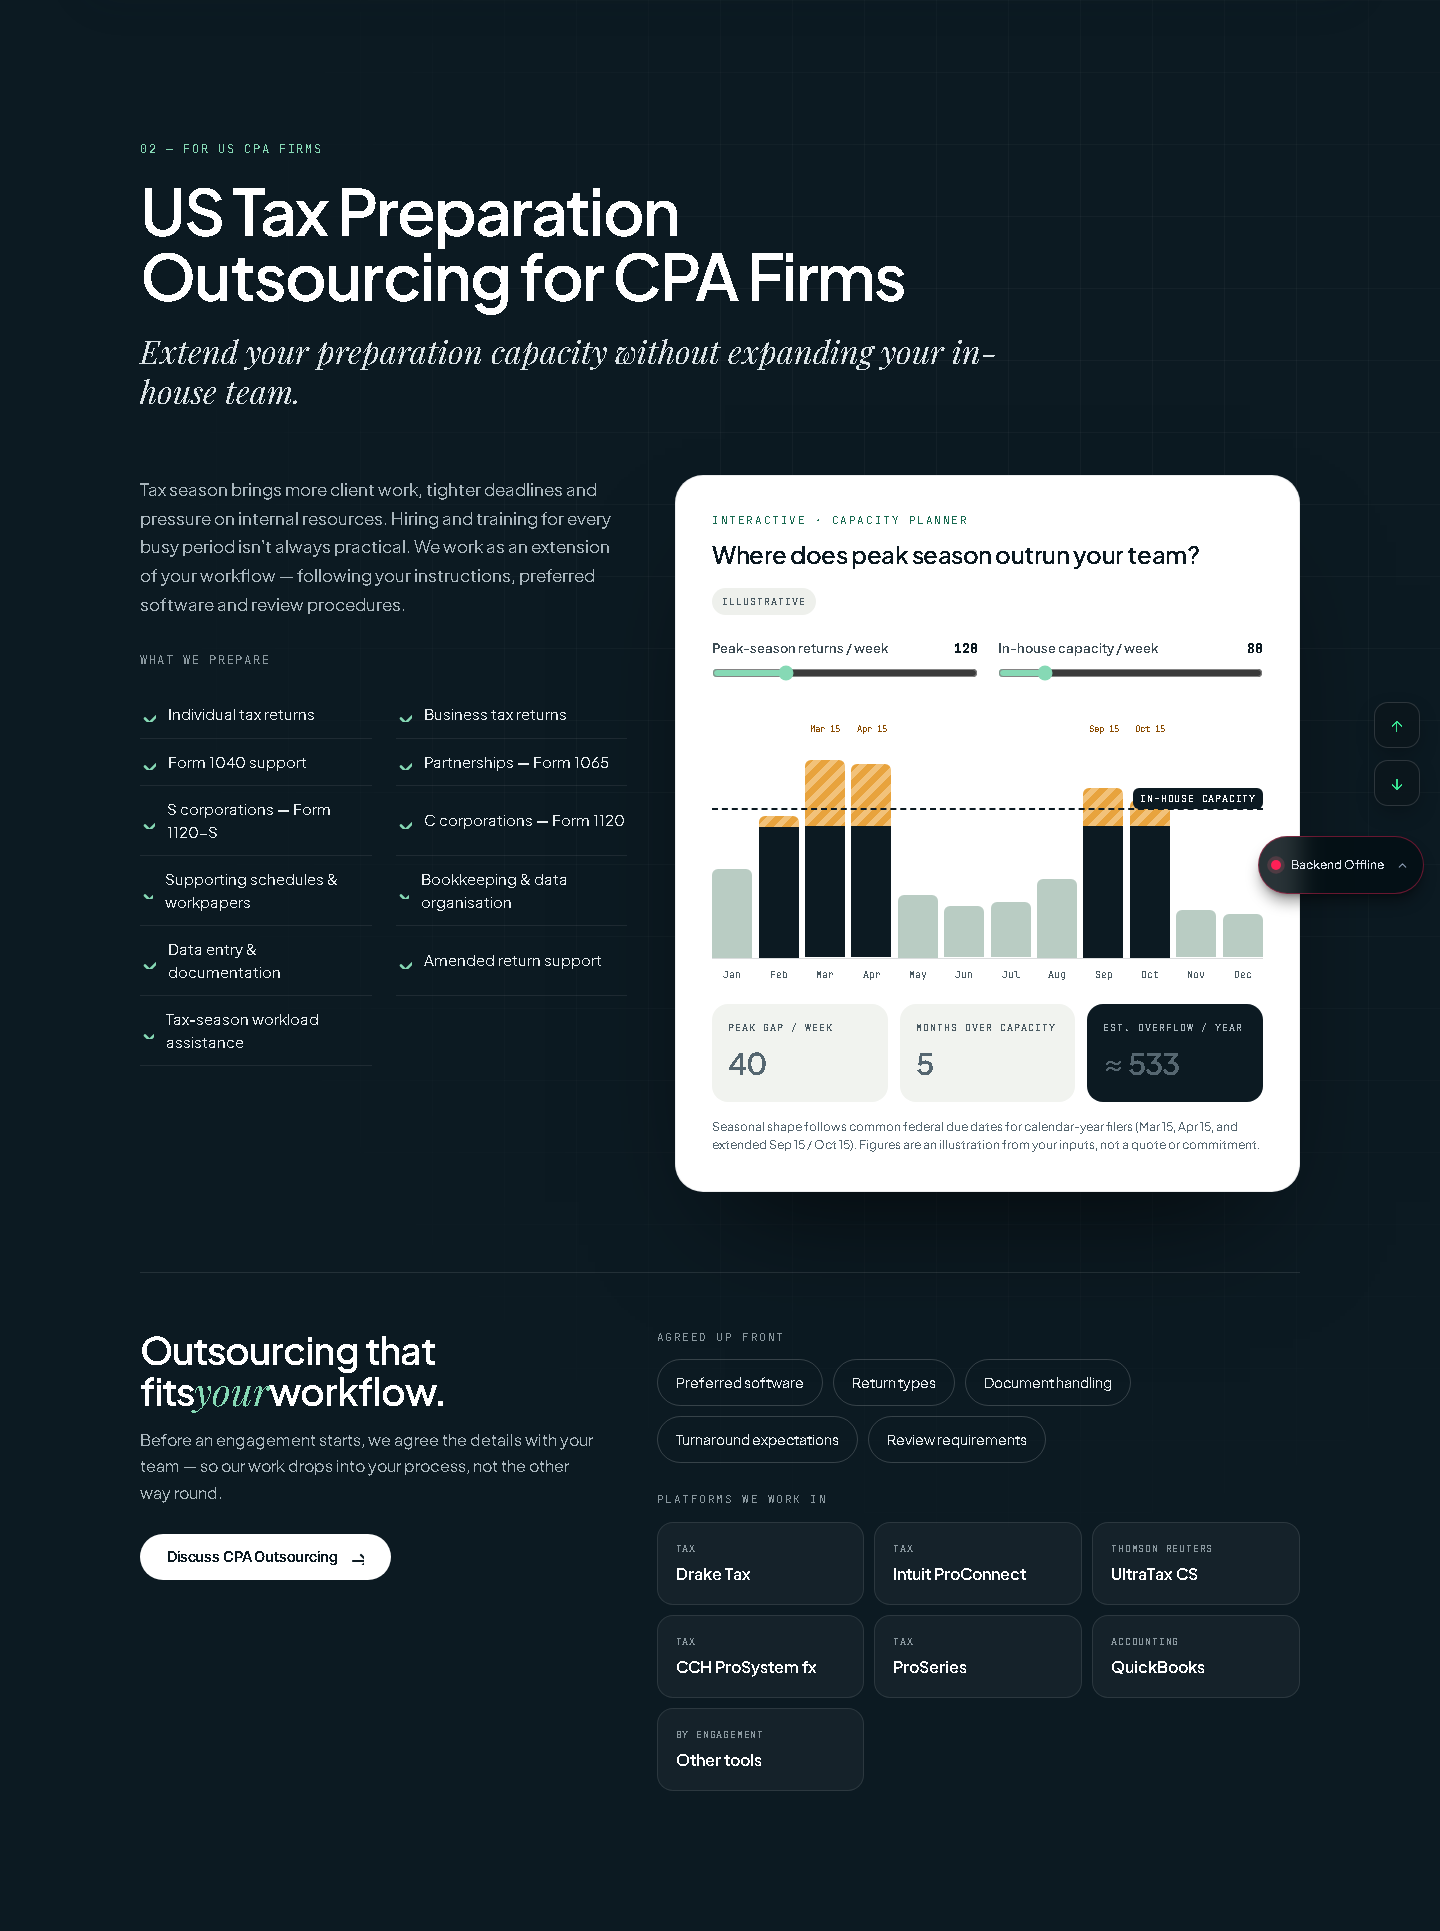 02 — FOR US CPA FIRMS
US Tax Preparation
Outsourcing for CPA Firms
Extend your preparation capacity without expanding your in-
house team.
Tax season brings more client work, tighter deadlines and
pressure on internal resources. Hiring and training for every
busy period isn't always practical. We work as an extension
of your workflow — following your instructions, preferred
software and review procedures.
WHAT WE PREPARE
Individual tax returns
Business tax returns
Form 1040 support
Partnerships — Form 1065
S corporations — Form
1120-S
C corporations — Form 1120
Supporting schedules &
workpapers
Bookkeeping & data
organisation
Data entry &
documentation
Amended return support
Tax-season workload
assistance
INTERACTIVE · CAPACITY PLANNER
Where does peak season outrun your team?
ILLUSTRATIVE
Peak-season returns / week 120
In-house capacity / week 80
Mar 15 Apr 15 Sep 15 Oct 15
IN-HOUSE CAPACITY
Jan Feb Mar Apr May Jun Jul Aug Sep Oct Nov Dec
PEAK GAP / WEEK
40
MONTHS OVER CAPACITY
5
EST. OVERFLOW / YEAR
≈ 533
Seasonal shape follows common federal due dates for calendar-year filers (Mar 15, Apr 15, and
extended Sep 15 / Oct 15). Figures are an illustration from your inputs, not a quote or commitment.
Backend Offline
Outsourcing that
fits your workflow.
Before an engagement starts, we agree the details with your
team — so our work drops into your process, not the other
way round.
Discuss CPA Outsourcing
AGREED UP FRONT
Preferred software
Return types
Document handling
Turnaround expectations
Review requirements
PLATFORMS WE WORK IN
TAX
Drake Tax
TAX
Intuit ProConnect
THOMSON REUTERS
UltraTax CS
TAX
CCH ProSystem fx
TAX
ProSeries
ACCOUNTING
QuickBooks
BY ENGAGEMENT
Other tools